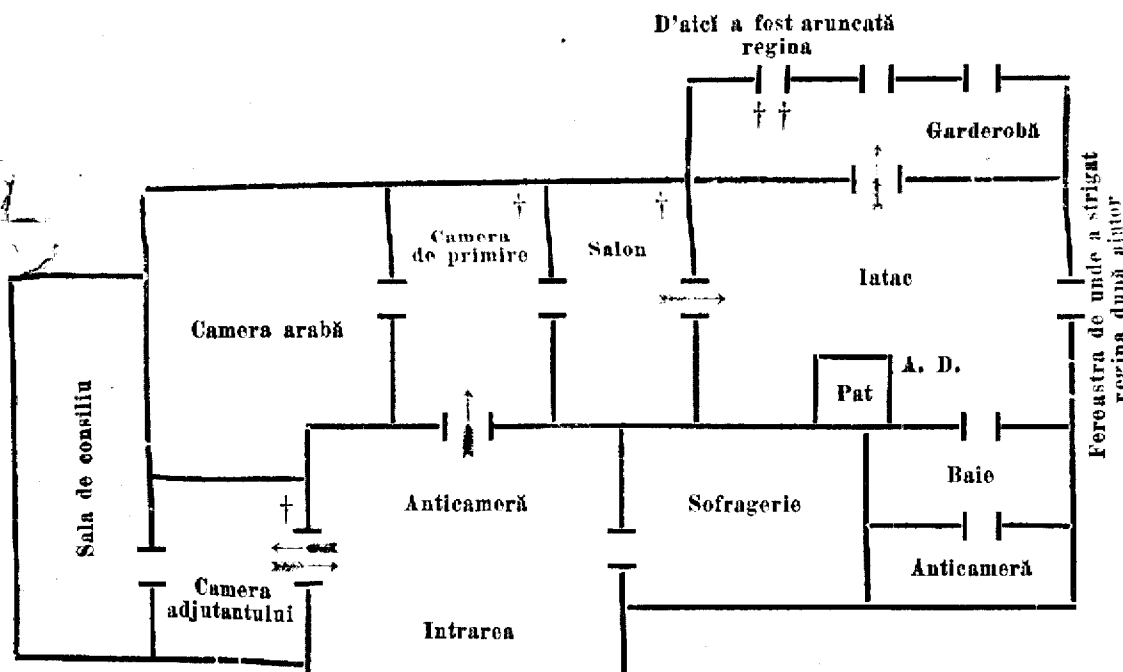 D'aicĭ a fost aruncată
regina
Garderobă
Camera
de primire
Salon
Iatac
Camera arabă
A. D.
Pat
Fereastra de unde a strigat
regina după ajutor
Sala de consiliu
Anticameră
Sofragerie
Baie
Anticameră
Camera
adjutantului
Intrarea